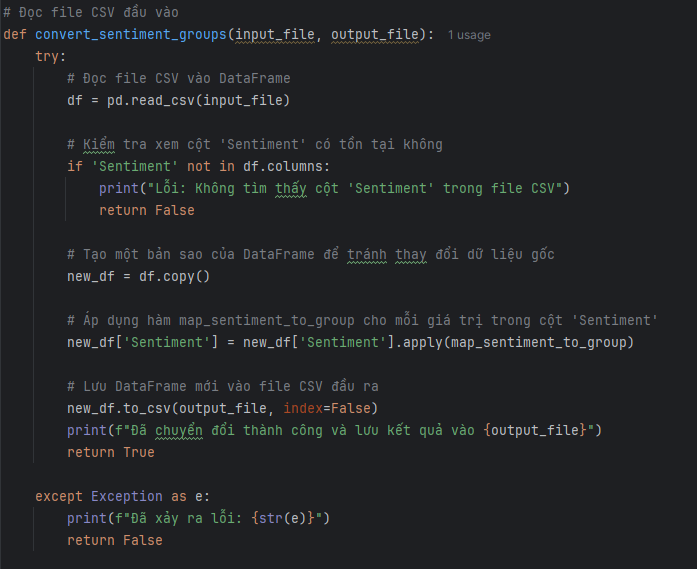 # Đọc file CSV đầu vào
def convert_sentiment_groups(input_file, output_file): 1 usage
    try:
        # Đọc file CSV vào DataFrame
        df = pd.read_csv(input_file)

        # Kiểm tra xem cột 'Sentiment' có tồn tại không
        if 'Sentiment' not in df.columns:
            print("Lỗi: Không tìm thấy cột 'Sentiment' trong file CSV")
            return False

        # Tạo một bản sao của DataFrame để tránh thay đổi dữ liệu gốc
        new_df = df.copy()

        # Áp dụng hàm map_sentiment_to_group cho mỗi giá trị trong cột 'Sentiment'
        new_df['Sentiment'] = new_df['Sentiment'].apply(map_sentiment_to_group)

        # Lưu DataFrame mới vào file CSV đầu ra
        new_df.to_csv(output_file, index=False)
        print(f"Đã chuyển đổi thành công và lưu kết quả vào {output_file}")
        return True

    except Exception as e:
        print(f"Đã xảy ra lỗi: {str(e)}")
        return False